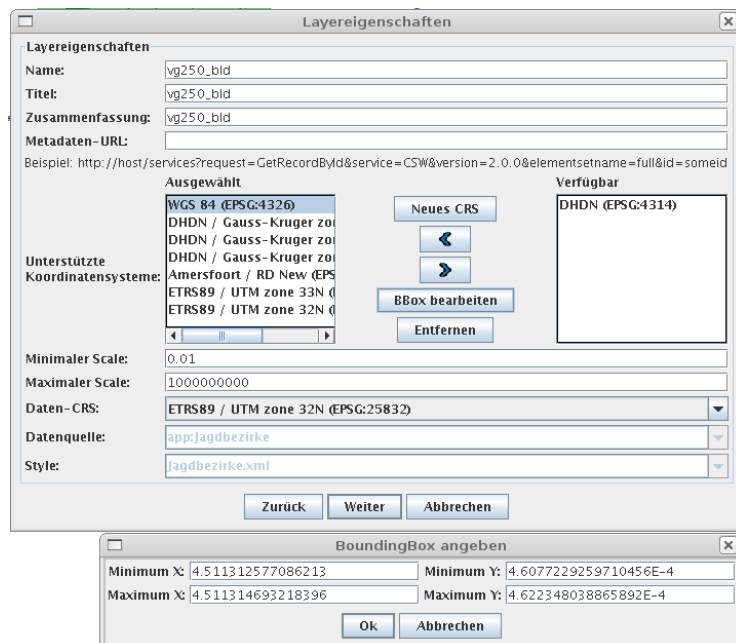 Layereigenschaften
Layereigenschaften
Name: vg250_bld
Titel: vg250_bld
Zusammenfassung: vg250_bld
Metadaten-URL:
Beispiel: http://host/services?request=GetRecordById&service=CSW&version=2.0.0&elementsetname=full&id=someid
Ausgewählt
Verfügbar
Unterstützte
Koordinatensysteme:
WGS 84 (EPSG:4326)
DHDN / Gauss-Kruger zo
DHDN / Gauss-Kruger zo
DHDN / Gauss-Kruger zo
Amersfoort / RD New (EPS
ETRS89 / UTM zone 33N (
ETRS89 / UTM zone 32N (
Neues CRS
BBox bearbeiten
Entfernen
DHDN (EPSG:4314)
Minimaler Scale: 0.01
Maximaler Scale: 1000000000
Daten-CRS: ETRS89 / UTM zone 32N (EPSG:25832)
Datenquelle: app:Jagdbezirke
Style: Jagdbezirke.xml
Zurück Weiter Abbrechen
BoundingBox angeben
Minimum X: 4.511312577086213 Minimum Y: 4.6077229259710456E-4
Maximum X: 4.511314693218396 Maximum Y: 4.622348038865892E-4
Ok Abbrechen